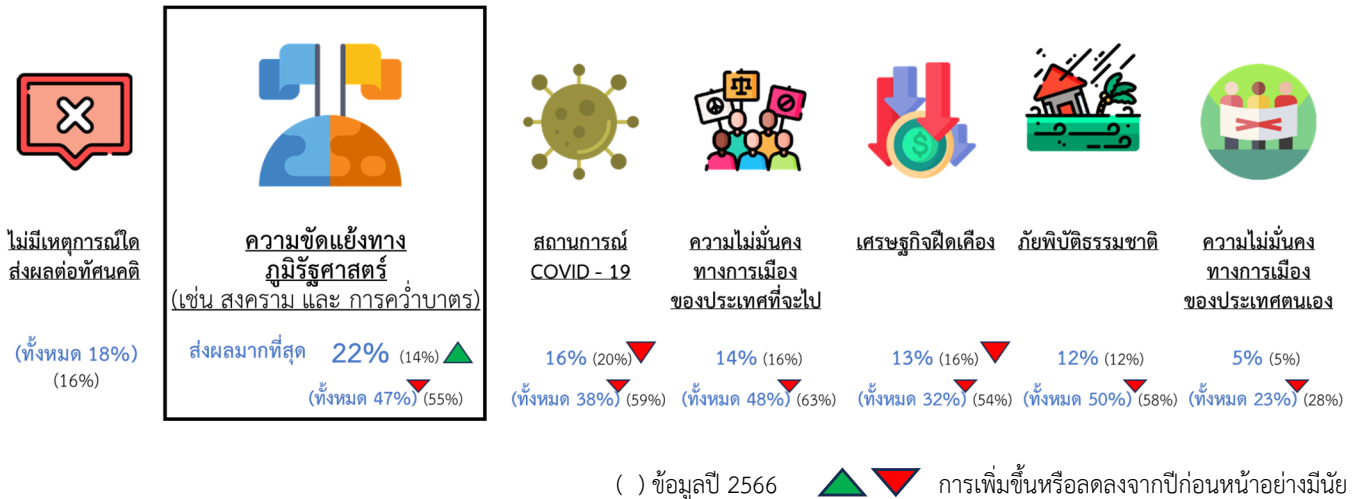 ไม่มีเหตุการณ์ใด
ส่งผลต่อทัศนคติ
(ทั้งหมด 18%)
(16%)
ความขัดแย้งทาง
ภูมิรัฐศาสตร์
(เช่น สงคราม และ การคว่ำบาตร)
ส่งผลมากที่สุด 22% (14%)
(ทั้งหมด 47%) (55%)
สถานการณ์
COVID - 19
16% (20%)
(ทั้งหมด 38%) (59%)
ความไม่มั่นคง
ทางการเมือง
ของประเทศที่จะไป
14% (16%)
(ทั้งหมด 48%) (63%)
เศรษฐกิจฝืดเคือง
13% (16%)
(ทั้งหมด 32%) (54%)
ภัยพิบัติธรรมชาติ
12% (12%)
(ทั้งหมด 50%) (58%)
ความไม่มั่นคง
ทางการเมือง
ของประเทศตนเอง
5% (5%)
(ทั้งหมด 23%) (28%)
( ) ข้อมูลปี 2566 การเพิ่มขึ้นหรือลดลงจากปีก่อนหน้าอย่างมีนัย